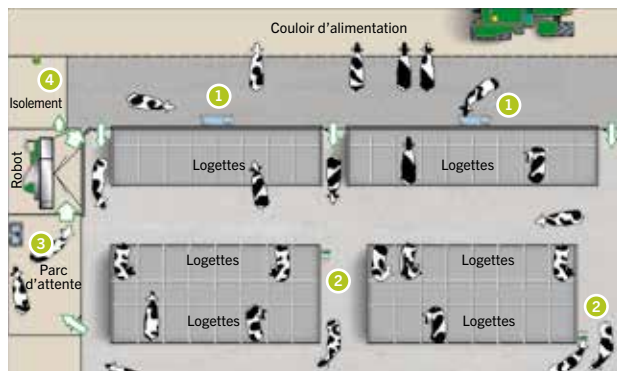 Couloir d'alimentation
4
1
Isolement
1
Robot
Logettes
Logettes
3
Parc
d'attente
Logettes
2
Logettes
2
Logettes
Logettes